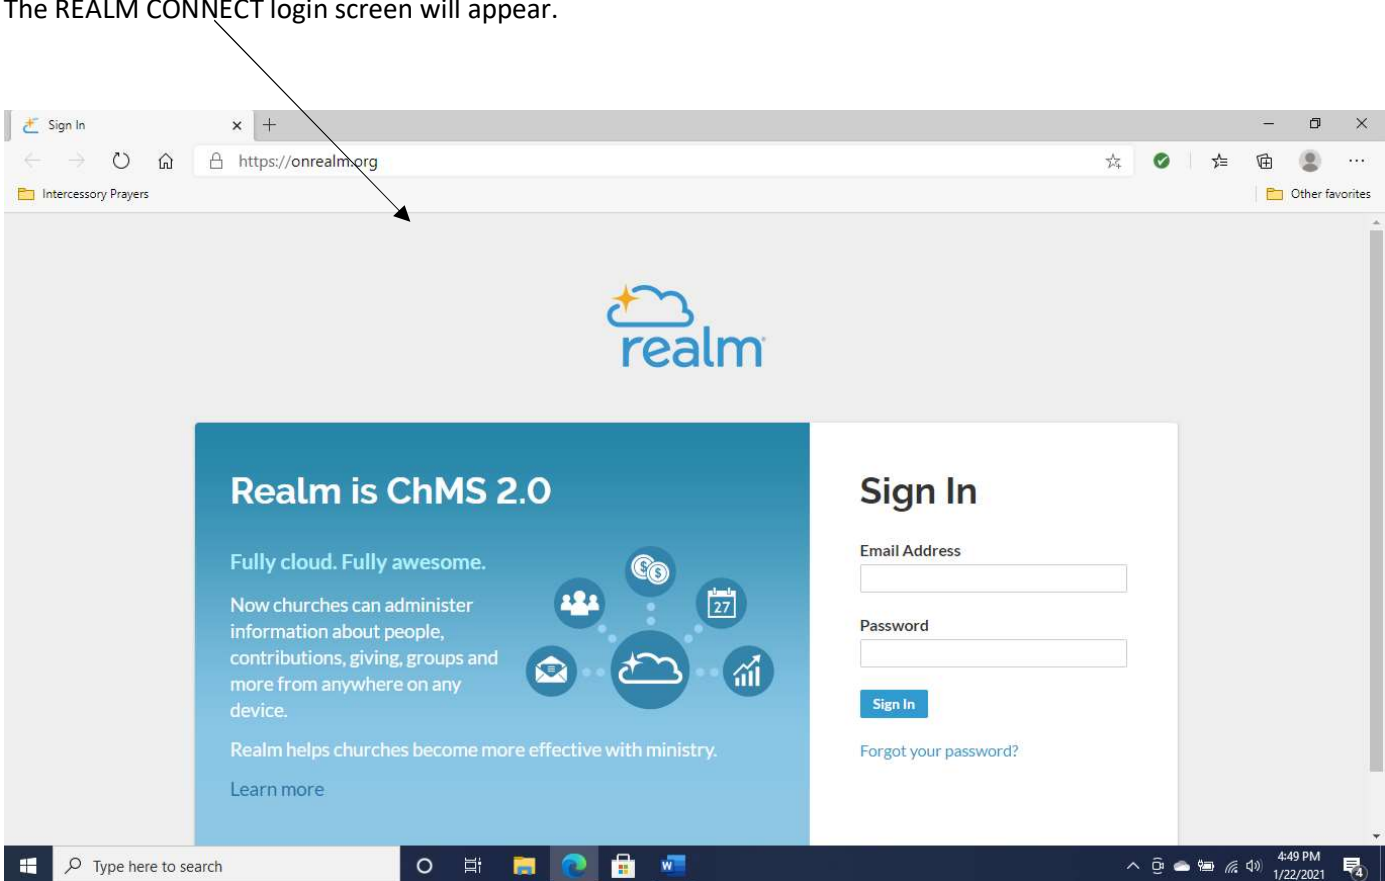 The REALM CONNECT login screen will appear.
Sign In
https://onrealm.org
Intercessory Prayers
Other favorites
realm
Realm is ChMS 2.0
Fully cloud. Fully awesome.
Now churches can administer
information about people,
contributions, giving, groups and
more from anywhere on any
device.
27
Realm helps churches become more effective with ministry.
Learn more
Sign In
Email Address
Password
Sign In
Forgot your password?
Type here to search
W
4:49 PM
1/22/2021
4